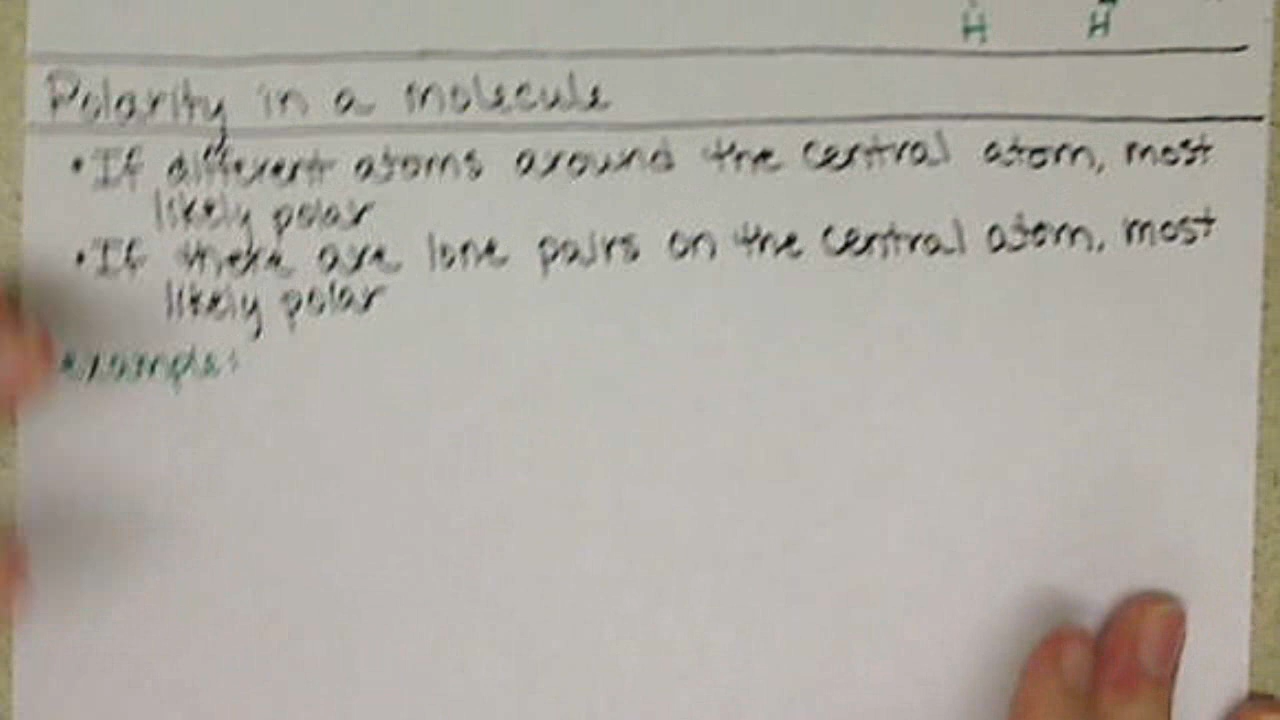 H H
Polarity in a molecule
• If different atoms around the central atom, most
likely polar
• If there are lone pairs on the central atom, most
likely polar
example: